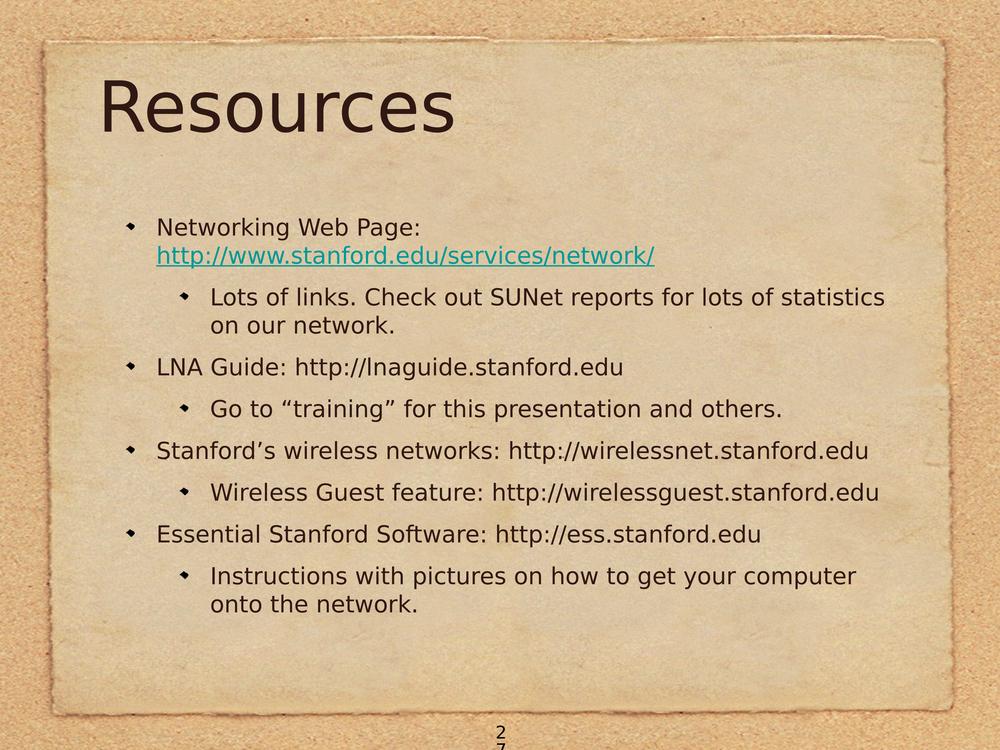 Resources
Networking Web Page:
http://www.stanford.edu/services/network/
Lots of links. Check out SUNet reports for lots of statistics
on our network.
LNA Guide: http://lnaguide.stanford.edu
Go to “training” for this presentation and others.
Stanford’s wireless networks: http://wirelessnet.stanford.edu
Wireless Guest feature: http://wirelessguest.stanford.edu
Essential Stanford Software: http://ess.stanford.edu
Instructions with pictures on how to get your computer
onto the network.
2
7